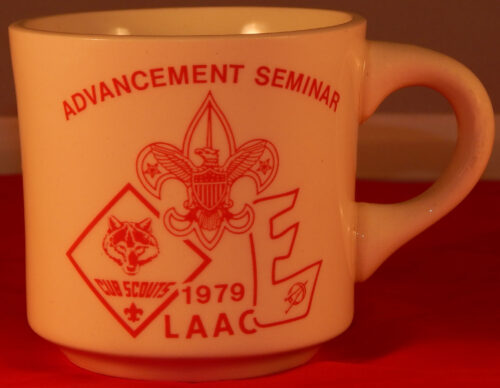 ADVANCEMENT SEMINAR
E
CUB SCOUTS
1979
LAAC